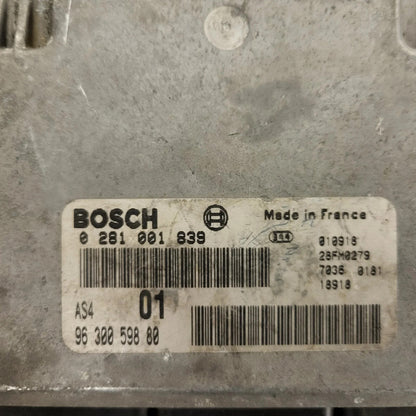 BOSCH Made in France
0 281 001 839 010918
28FM0279
7036 0181
18918
AS4 01
96 300 598 80